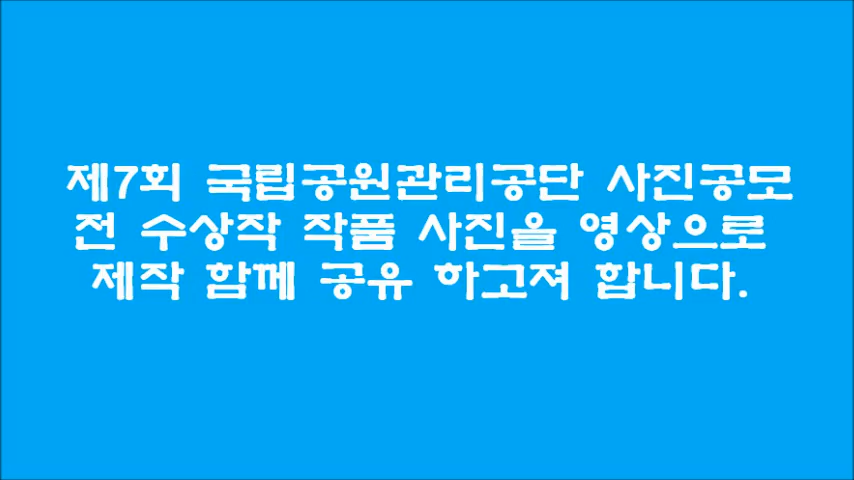 제7회 국립공원관리공단 사진공모
전 수상작 작품 사진을 영상으로
제작 함께 공유 하고져 합니다.